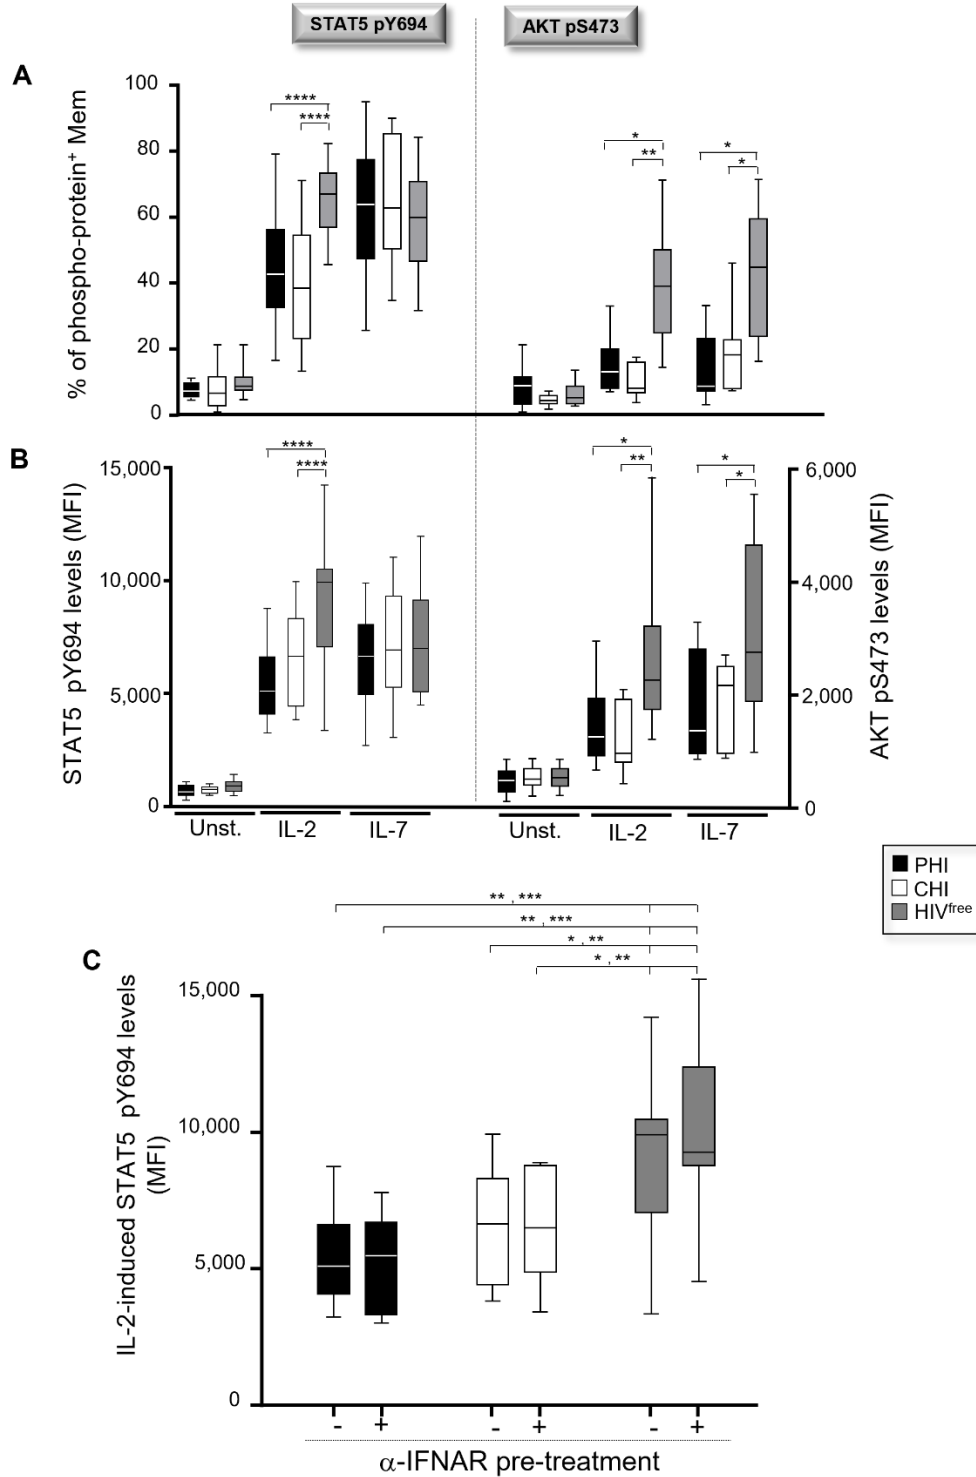 STAT5 pY694
AKT pS473
A
% of phospho-protein⁺ Mem
100
80
60
40
20
0
****
****
*
**
*
*
B
STAT5 pY694 levels (MFI)
15,000
10,000
5,000
0
****
****
*
**
*
*
6,000
4,000
2,000
0
AKT pS473 levels (MFI)
Unst.
IL-2
IL-7
Unst.
IL-2
IL-7
PHI
CHI
HIVᶠʳᵉᵉ
C
** , ***
** , ***
* , **
* , **
IL-2-induced STAT5 pY694 levels
(MFI)
15,000
10,000
5,000
0
- + - + - +
α-IFNAR pre-treatment